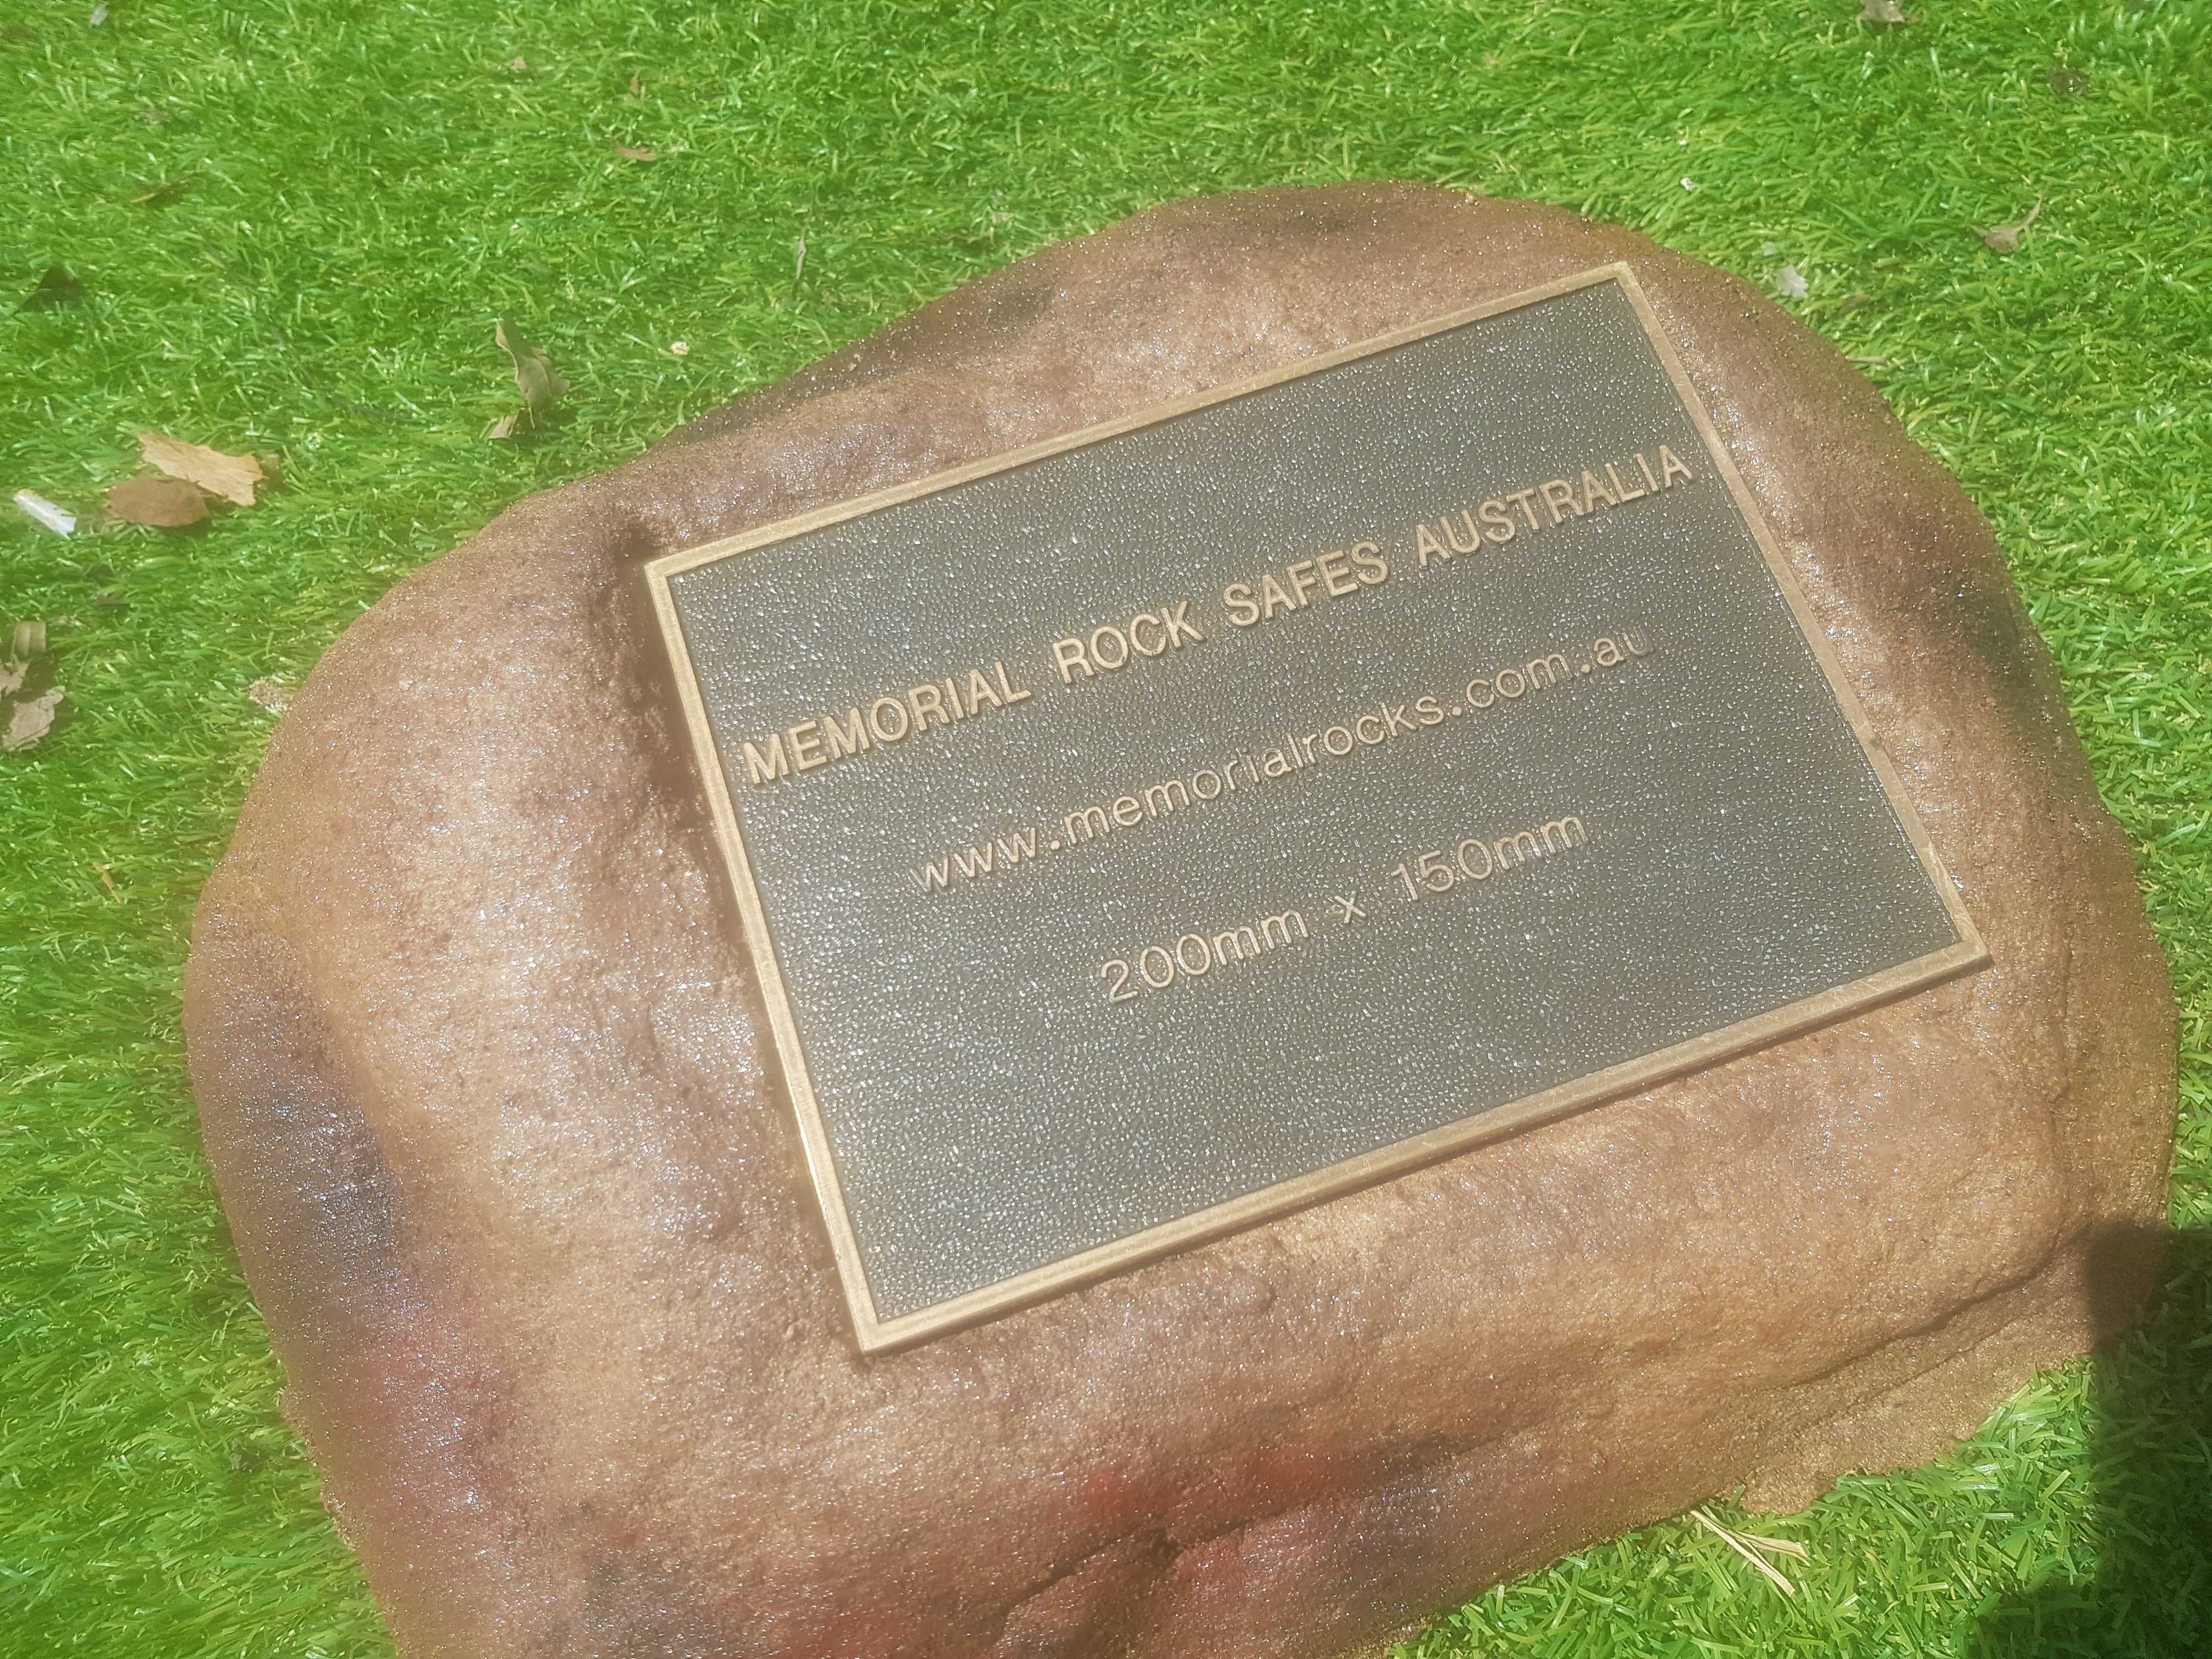 MEMORIAL ROCK SAFES AUSTRALIA
www.memorialrocks.com.au
200mm x 150mm